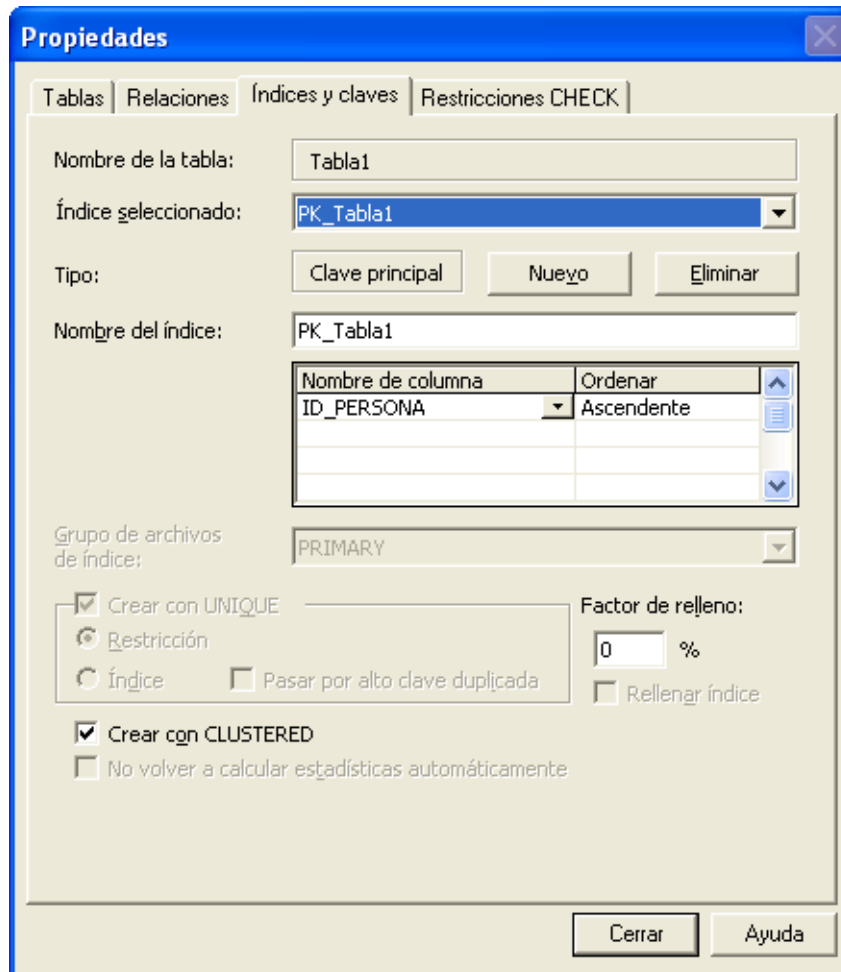 Propiedades
Tablas Relaciones Índices y claves Restricciones CHECK
Nombre de la tabla: Tabla1
Índice seleccionado: PK_Tabla1
Tipo: Clave principal Nuevo Eliminar
Nombre del índice: PK_Tabla1
Nombre de columna Ordenar
ID_PERSONA Ascendente
Grupo de archivos
de índice: PRIMARY
Crear con UNIQUE Factor de relleno:
Restricción 0 %
Índice Pasar por alto clave duplicada Rellenar índice
Crear con CLUSTERED
No volver a calcular estadísticas automáticamente
Cerrar Ayuda